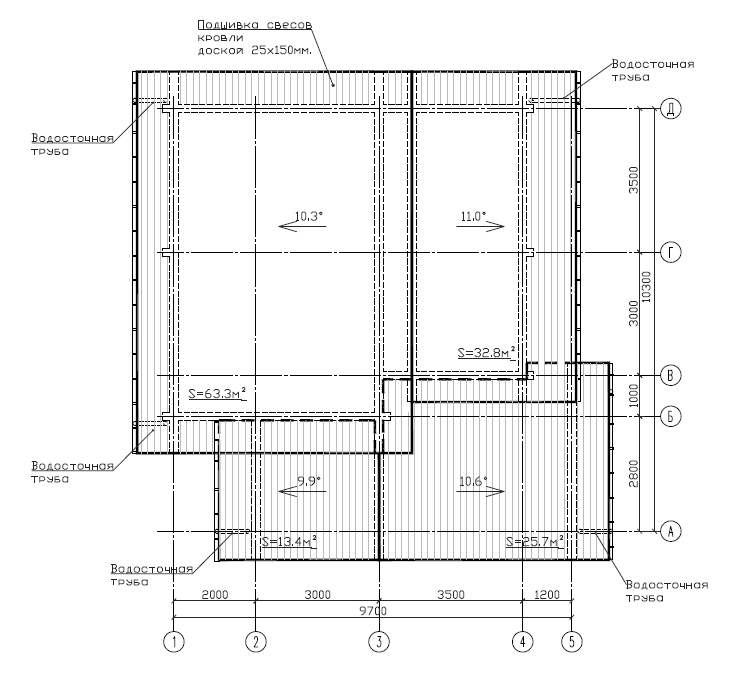 Подшивка свесов
кровли
доской 25х150мм.
Водосточная
труба
Водосточная
труба
Д
3500
10.3°
11.0°
Г
3000
10300
S=32.8м²
В
S=63.3м²
1000
Б
Водосточная
труба
9.9°
10.6°
2800
S=13.4м²
S=25.7м²
А
Водосточная
труба
Водосточная
труба
2000
3000
3500
1200
9700
1
2
3
4
5